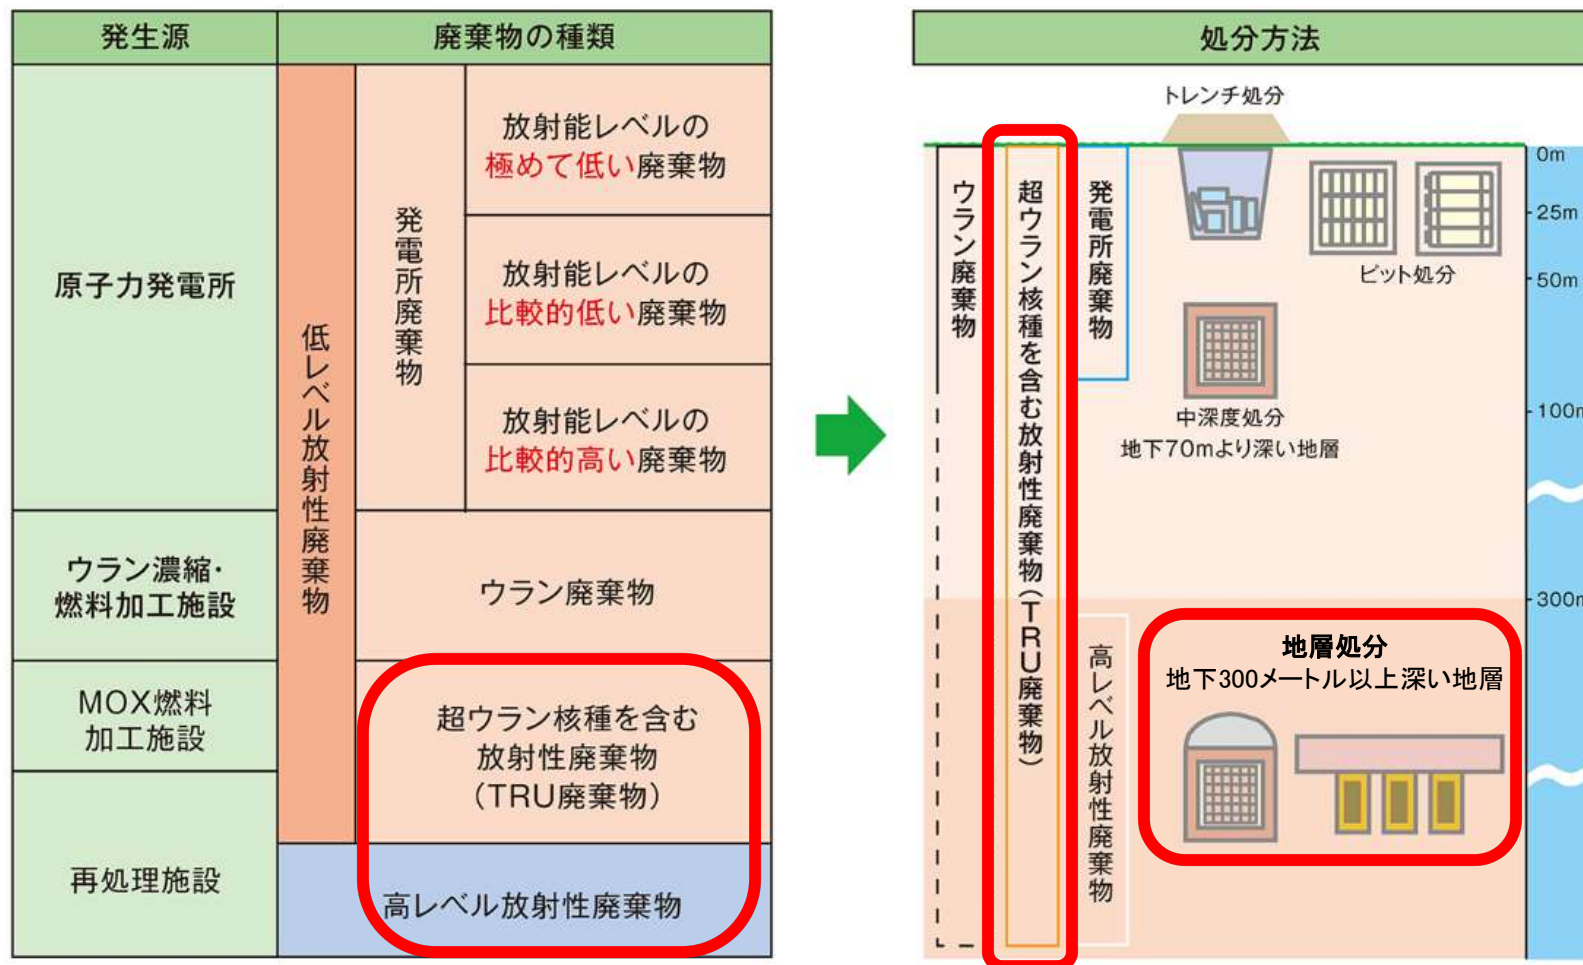 発生源
廃棄物の種類
原子力発電所
低レベル放射性廃棄物
発電所廃棄物
放射能レベルの
極めて低い廃棄物
放射能レベルの
比較的低い廃棄物
放射能レベルの
比較的高い廃棄物
ウラン濃縮・
燃料加工施設
ウラン廃棄物
MOX燃料
加工施設
超ウラン核種を含む
放射性廃棄物
(TRU廃棄物)
再処理施設
高レベル放射性廃棄物
処分方法
トレンチ処分
ウラン廃棄物
超ウラン核種を含む放射性廃棄物(TRU廃棄物)
発電所廃棄物
ピット処分
中深度処分
地下70mより深い地層
高レベル放射性廃棄物
地層処分
地下300メートル以上深い地層
0m
25m
50m
100m
300m